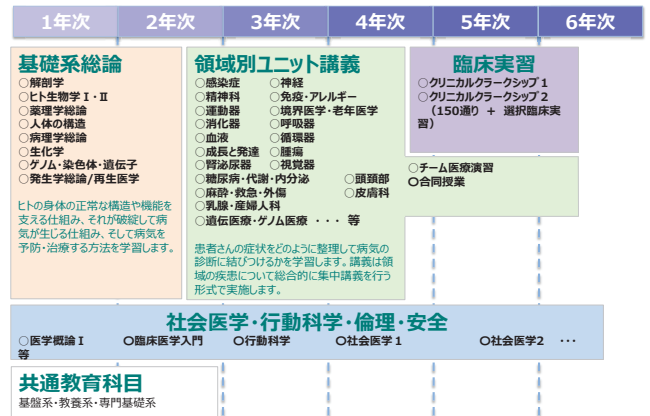 1年次 2年次 3年次 4年次 5年次 6年次
基礎系総論
○解剖学
○ヒト生物学Ⅰ・Ⅱ
○薬理学総論
○人体の構造
○病理学総論
○生化学
○ゲノム・染色体・遺伝子
○発生学総論/再生医学
ヒトの身体の正常な構造や機能を
支える仕組み、それが破綻して病
気が生じる仕組み、そして病気を
予防・治療する方法を学習します。
領域別ユニット講義
○感染症 ○神経
○精神科 ○免疫・アレルギー
○運動器 ○境界医学・老年医学
○消化器 ○呼吸器
○血液 ○循環器
○成長と発達 ○腫瘍
○腎泌尿器 ○視覚器
○糖尿病・代謝・内分泌 ○頭頚部
○麻酔・救急・外傷 ○皮膚科
○乳腺・産婦人科
○遺伝医療・ゲノム医療 ・・・ 等
患者さんの症状をどのように整理して病気の
診断に結びつけるかを学習します。講義は領
域の疾患について総合的に集中講義を行う
形式で実施します。
臨床実習
○クリニカルクラークシップ1
○クリニカルクラークシップ2
（150通り + 選択臨床実
習）
○チーム医療演習
○合同授業
社会医学・行動科学・倫理・安全
○医学概論Ⅰ ○臨床医学入門 ○行動科学 ○社会医学1 ○社会医学2 ・・・
等
共通教育科目
基盤系・教養系・専門基礎系